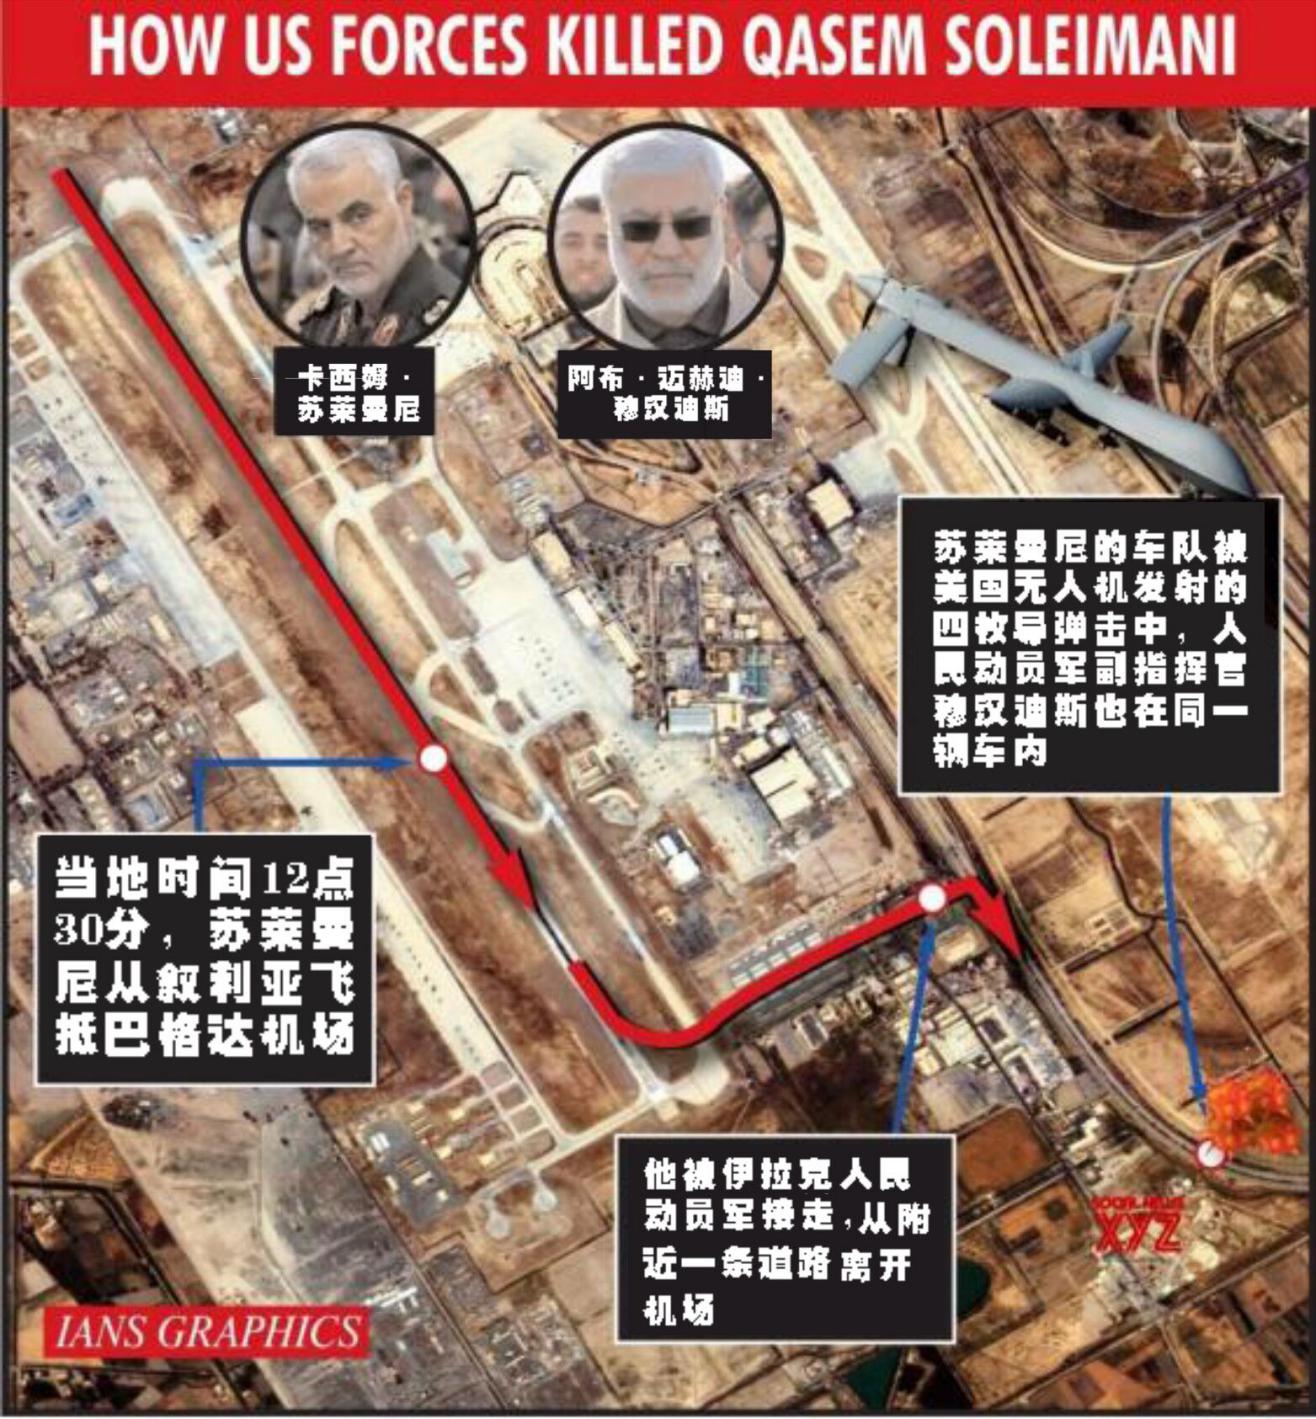 HOW US FORCES KILLED QASEM SOLEIMANI
卡西姆·
苏莱曼尼
阿布·迈赫迪·
穆汉迪斯
苏莱曼尼的车队被
美国无人机发射的
四枚导弹击中，人
民动员军副指挥官
穆汉迪斯也在同一
辆车内
当地时间12点
30分，苏莱曼
尼从叙利亚飞
抵巴格达机场
他被伊拉克人民
动员军接走，从附
近一条道路离开
机场
SOCIAL NEWS
XYZ
IANS GRAPHICS